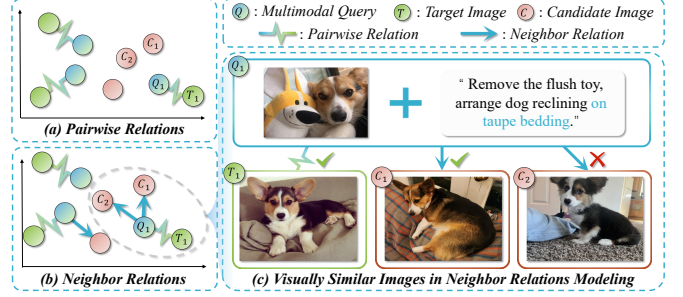 Q1 : Multimodal Query T : Target Image C : Candidate Image
: Pairwise Relation : Neighbor Relation
C1
C2
Q1
T1
(a) Pairwise Relations
C1
C2
Q1
T1
(b) Neighbor Relations
Q1
“ Remove the flush toy,
arrange dog reclining on
taupe bedding.”
T1
C1
C2
(c) Visually Similar Images in Neighbor Relations Modeling